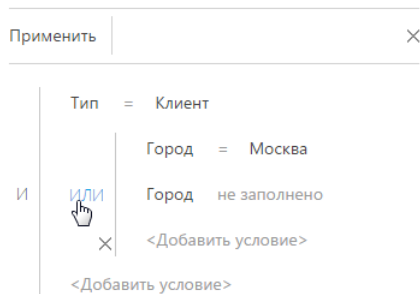 Применить
Тип = Клиент
Город = Москва
И ИЛИ Город не заполнено
<Добавить условие>
<Добавить условие>